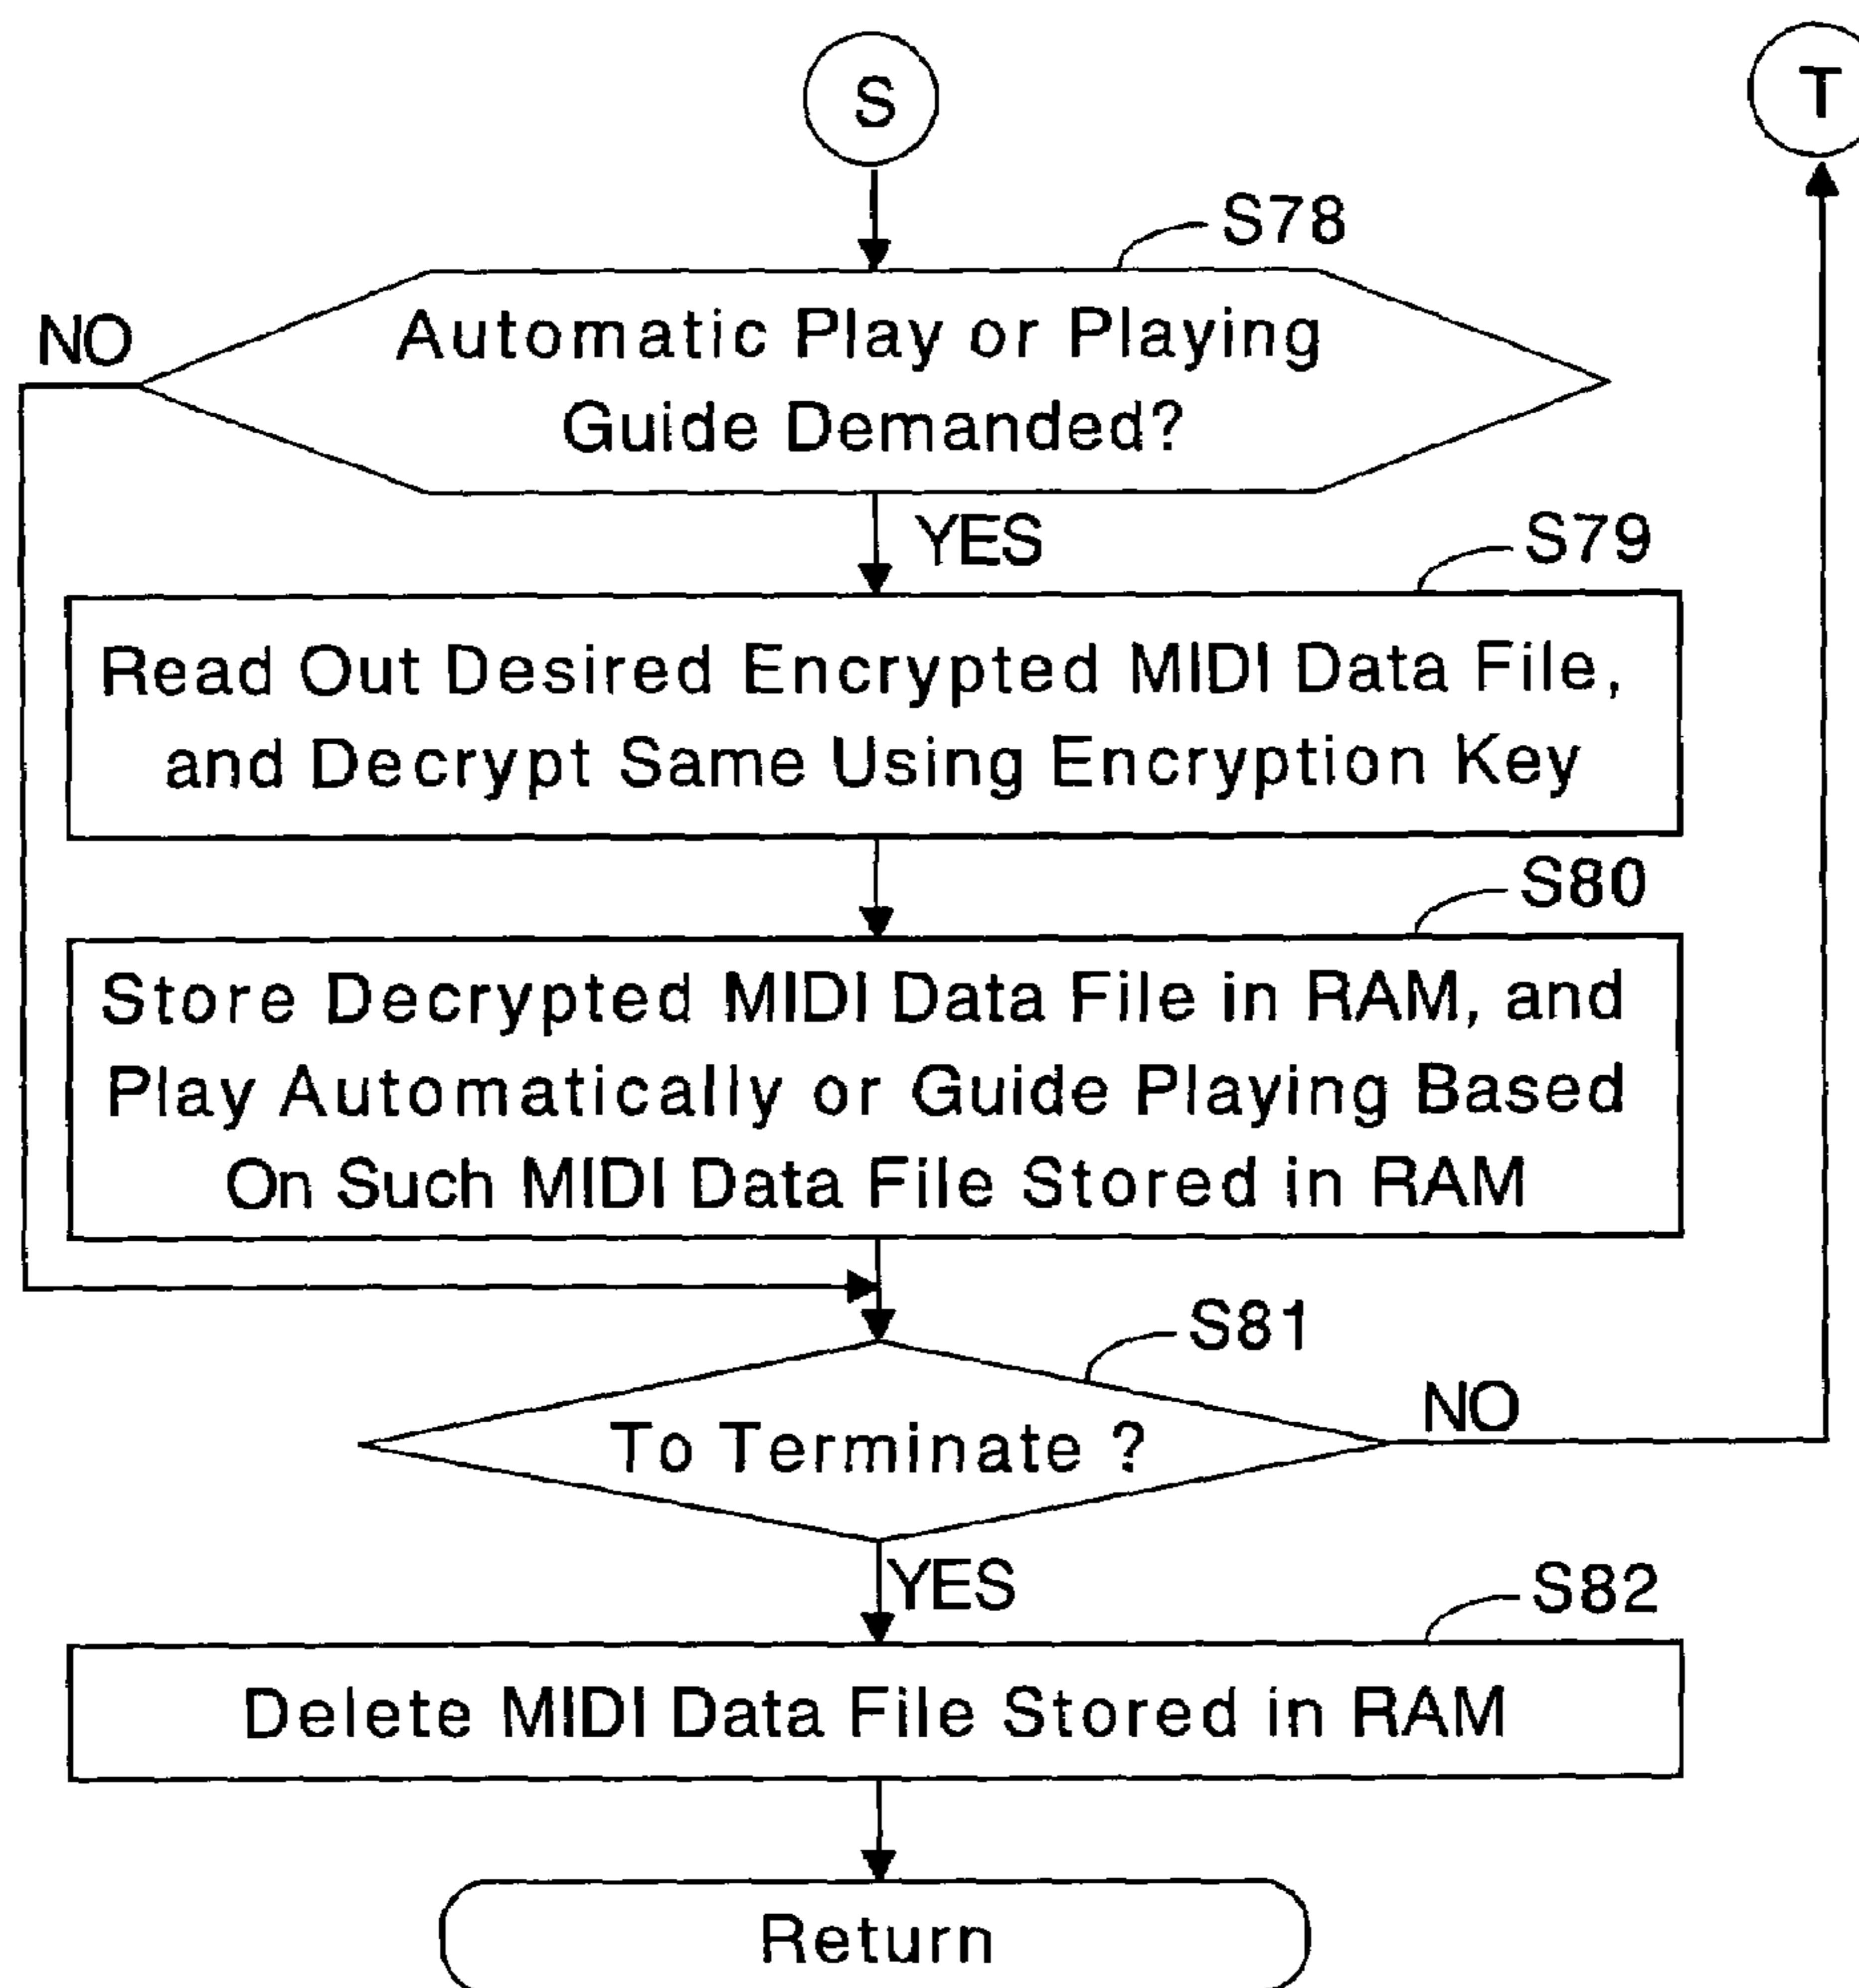 S
T
S78
NO
Automatic Play or Playing
Guide Demanded?
YES
S79
Read Out Desired Encrypted MIDI Data File,
and Decrypt Same Using Encryption Key
S80
Store Decrypted MIDI Data File in RAM, and
Play Automatically or Guide Playing Based
On Such MIDI Data File Stored in RAM
S81
NO
To Terminate ?
YES
S82
Delete MIDI Data File Stored in RAM
Return